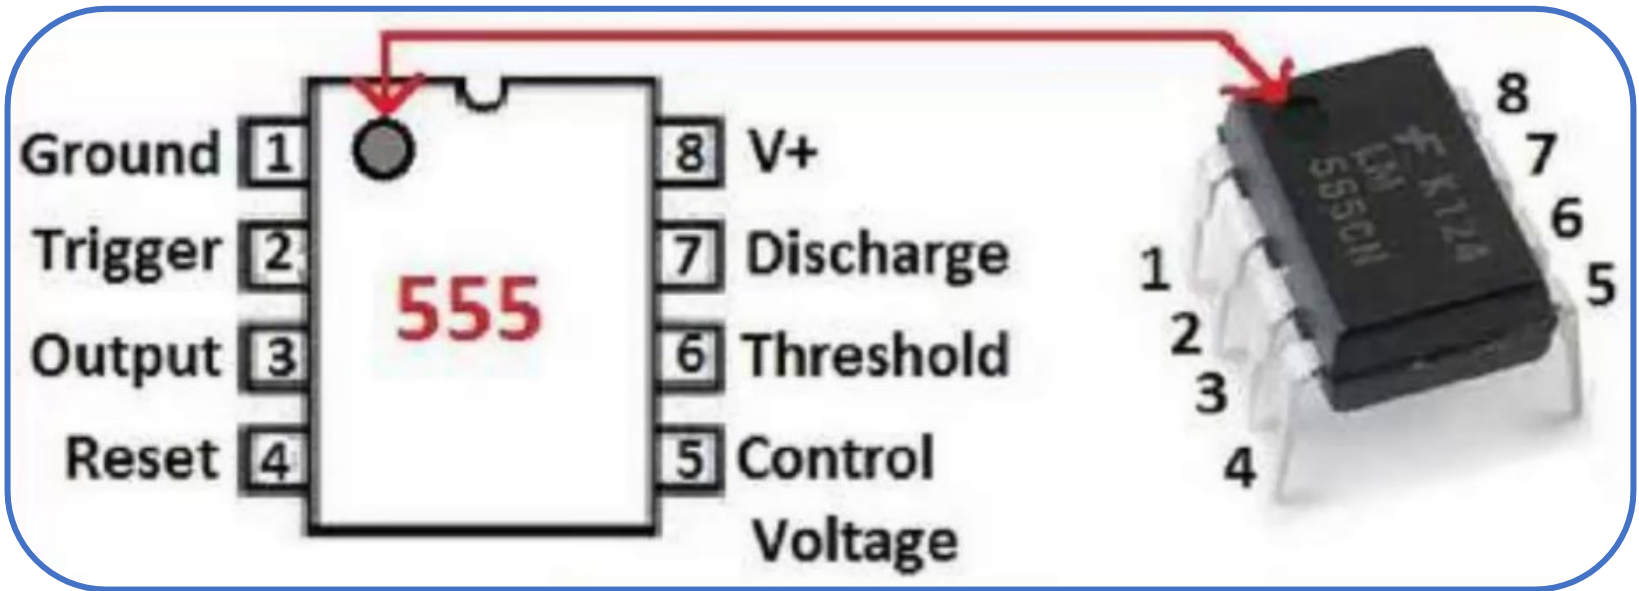 Ground 1
Trigger 2
Output 3
Reset 4
555
8 V+
7 Discharge
6 Threshold
5 Control
Voltage
K124
LM
555CN
8
7
6
5
1
2
3
4